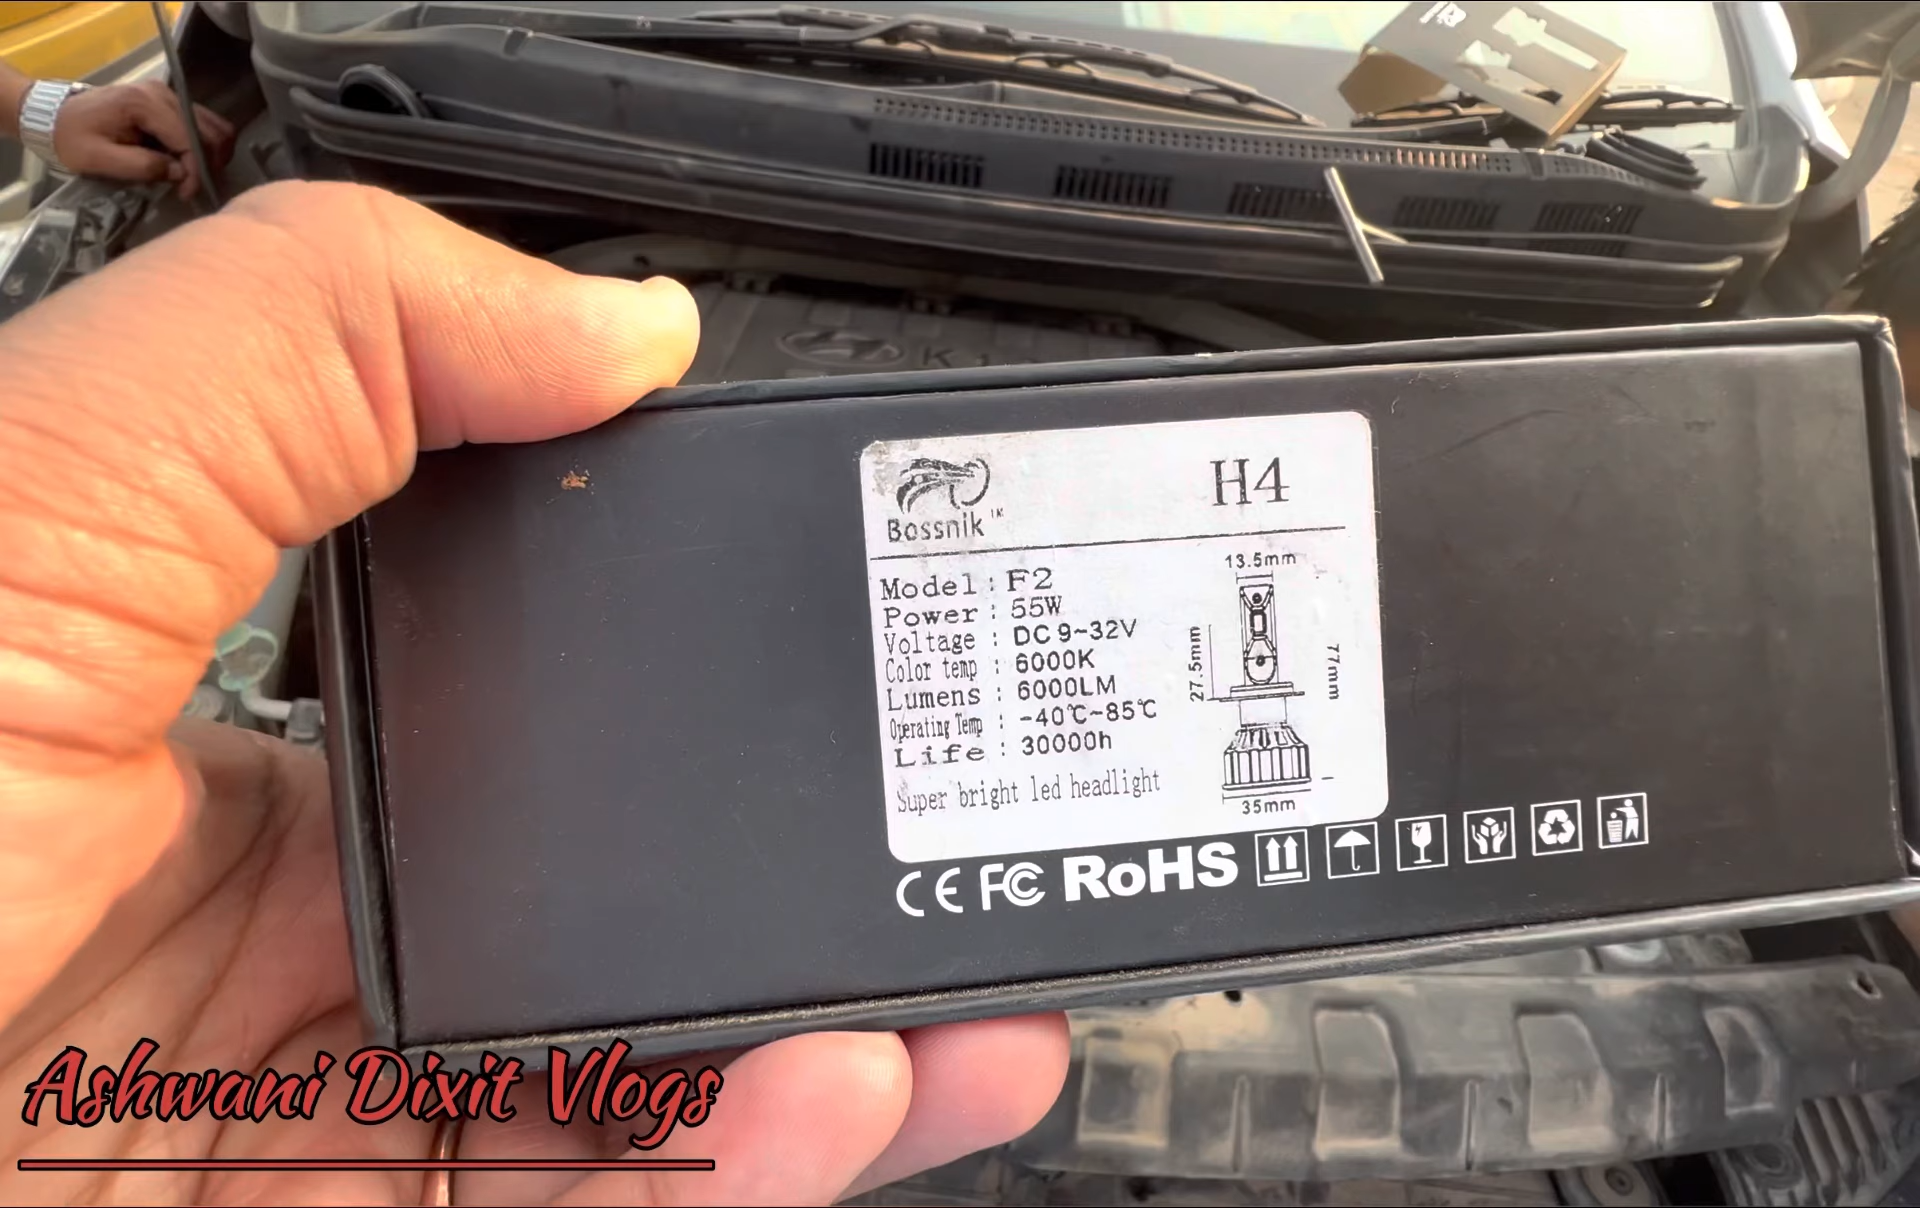 Bossnik
H4
Model : F2
Power : 55W
Voltage : DC 9~32V
Color temp : 6000K
Lumens : 6000LM
Operating Temp : -40℃~85℃
Life : 30000h
Super bright led headlight
13.5mm
27.5mm
77mm
35mm
CE FC RoHS
Ashwani Dixit Vlogs